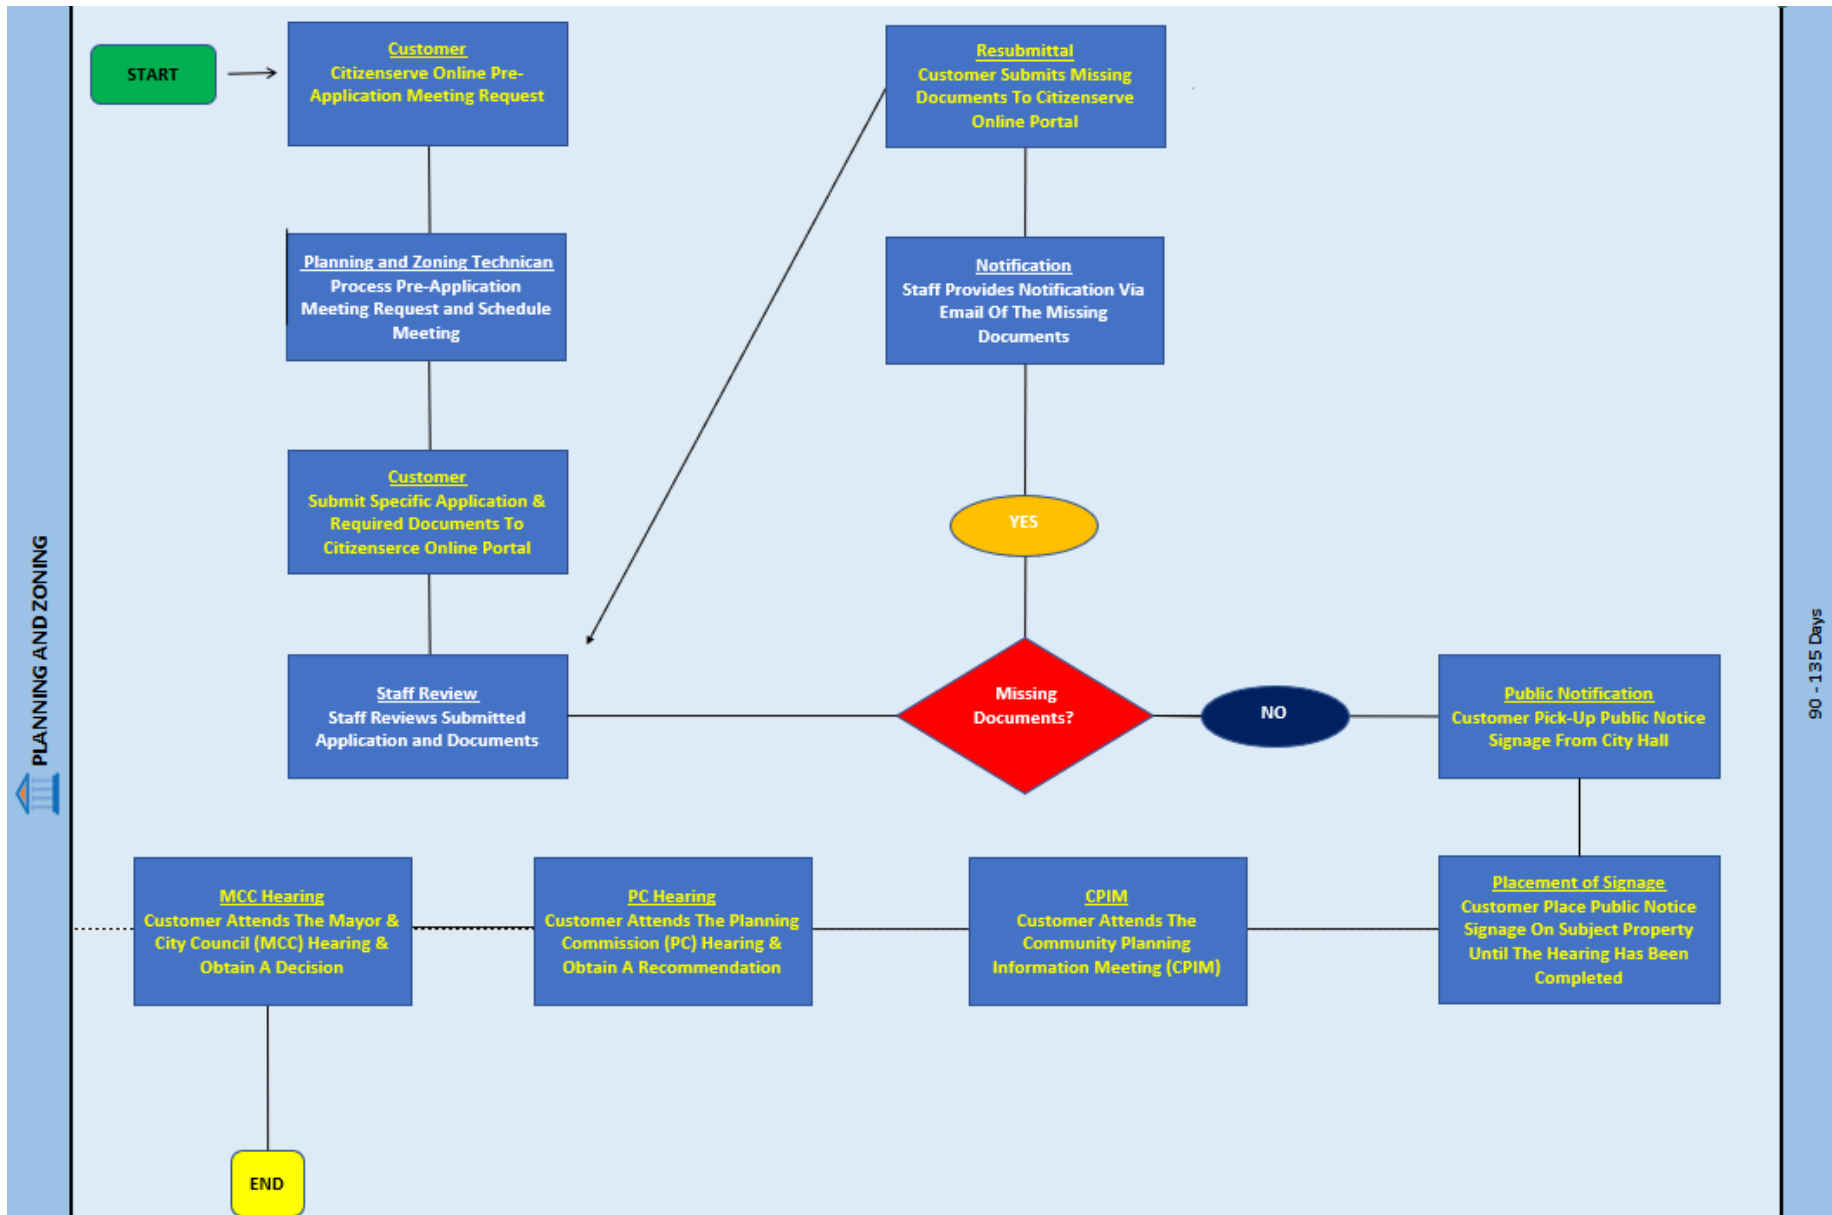 START
Customer
Citizenserve Online Pre-
Application Meeting Request
Planning and Zoning Technican
Process Pre-Application
Meeting Request and Schedule
Meeting
Customer
Submit Specific Application &
Required Documents To
Citizenserce Online Portal
Staff Review
Staff Reviews Submitted
Application and Documents
Missing
Documents?
YES
Notification
Staff Provides Notification Via
Email Of The Missing
Documents
Resubmittal
Customer Submits Missing
Documents To Citizenserve
Online Portal
NO
Public Notification
Customer Pick-Up Public Notice
Signage From City Hall
Placement of Signage
Customer Place Public Notice
Signage On Subject Property
Until The Hearing Has Been
Completed
CPIM
Customer Attends The
Community Planning
Information Meeting (CPIM)
PC Hearing
Customer Attends The Planning
Commission (PC) Hearing &
Obtain A Recommendation
MCC Hearing
Customer Attends The Mayor &
City Council (MCC) Hearing &
Obtain A Decision
END
PLANNING AND ZONING
90 - 135 Days